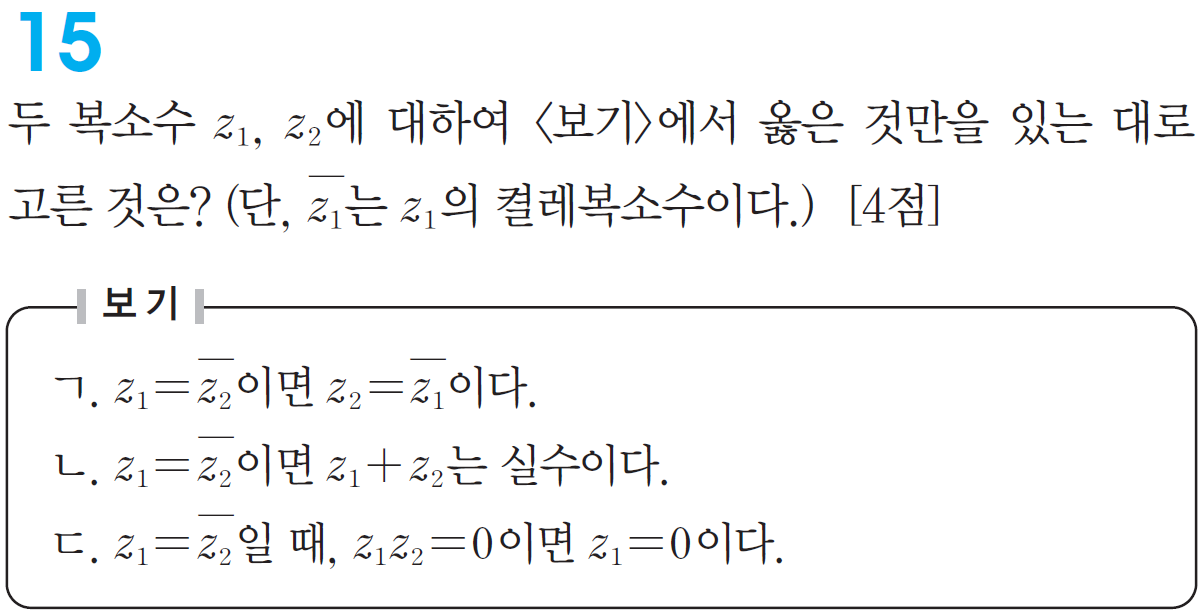 15
두 복소수 z₁, z₂에 대하여 〈보기〉에서 옳은 것만을 있는 대로
고른 것은? (단, z̅₁는 z₁의 켤레복소수이다.) [4점]
보기
ㄱ. z₁=z̅₂이면 z₂=z̅₁이다.
ㄴ. z₁=z̅₂이면 z₁+z₂는 실수이다.
ㄷ. z₁=z̅₂일 때, z₁z₂=0이면 z₁=0이다.